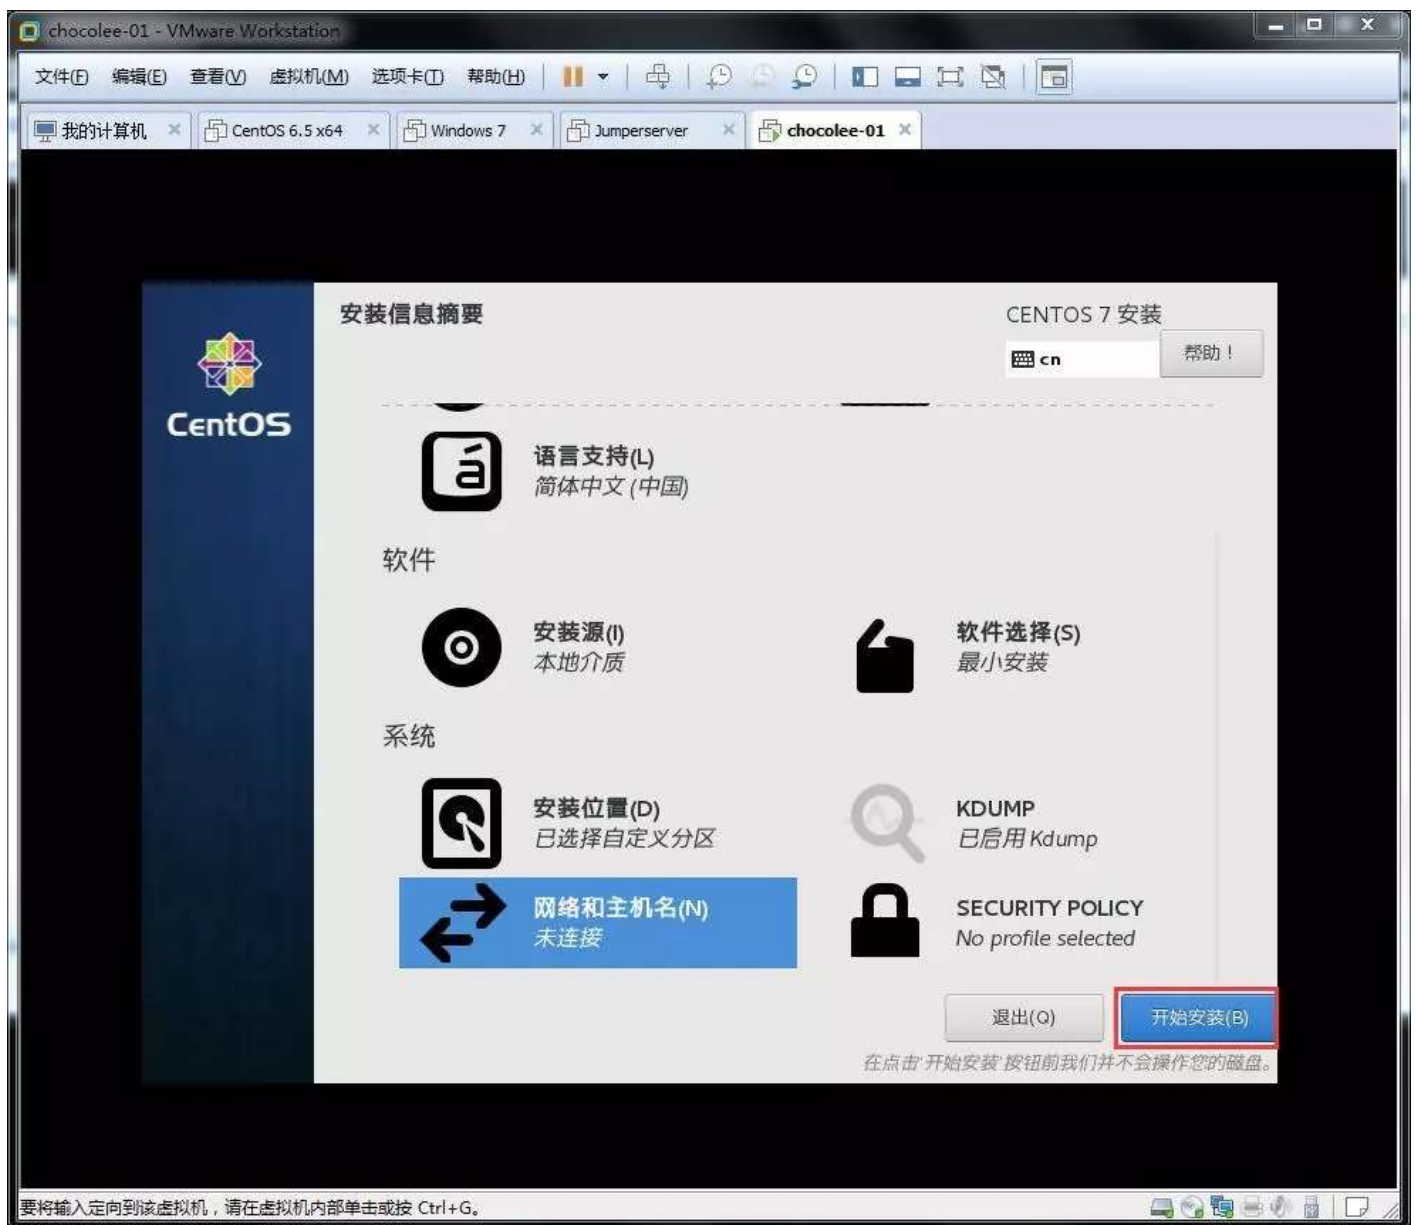 chocolee-01 - VMware Workstation
文件(F) 编辑(E) 查看(V) 虚拟机(M) 选项卡(T) 帮助(H)
我的计算机 CentOS 6.5 x64 Windows 7 Jumperserver chocolee-01
安装信息摘要
CENTOS 7 安装
cn
帮助！
CentOS
语言支持(L)
简体中文 (中国)
软件
安装源(I)
本地介质
软件选择(S)
最小安装
系统
安装位置(D)
已选择自定义分区
KDUMP
已启用 Kdump
网络和主机名(N)
未连接
SECURITY POLICY
No profile selected
退出(Q)
开始安装(B)
在点击'开始安装'按钮前我们并不会操作您的磁盘。
要将输入定向到该虚拟机，请在虚拟机内部单击或按 Ctrl+G。